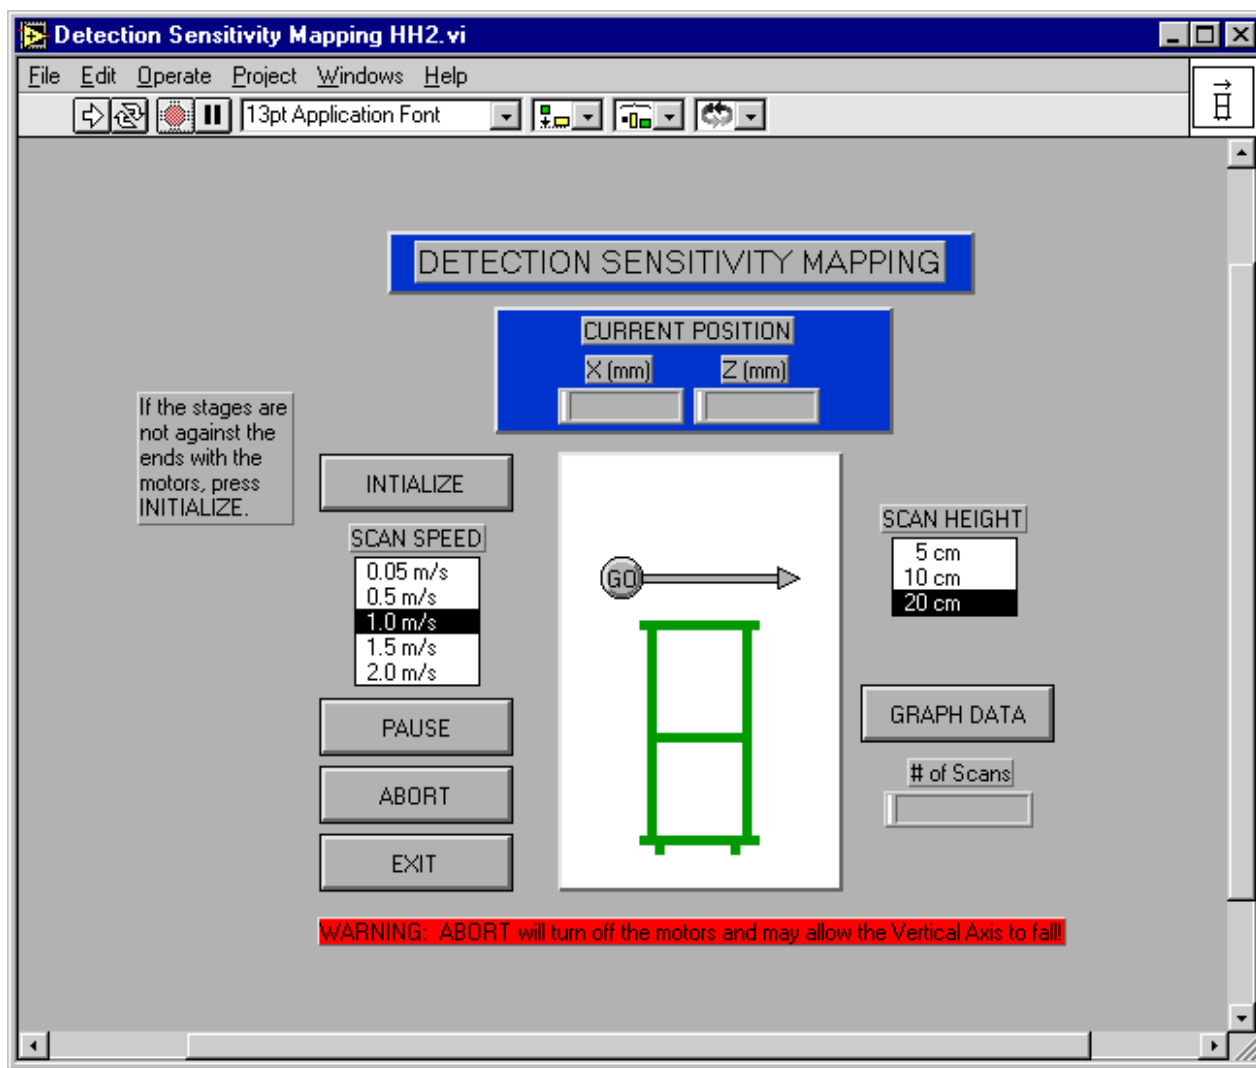 Detection Sensitivity Mapping HH2.vi
File Edit Operate Project Windows Help
13pt Application Font
DETECTION SENSITIVITY MAPPING
CURRENT POSITION
X (mm) Z (mm)
If the stages are
not against the
ends with the
motors, press
INITIALIZE.
INTIALIZE
SCAN SPEED
0.05 m/s
0.5 m/s
1.0 m/s
1.5 m/s
2.0 m/s
GO
SCAN HEIGHT
5 cm
10 cm
20 cm
PAUSE
ABORT
EXIT
GRAPH DATA
# of Scans
WARNING: ABORT will turn off the motors and may allow the Vertical Axis to fall!